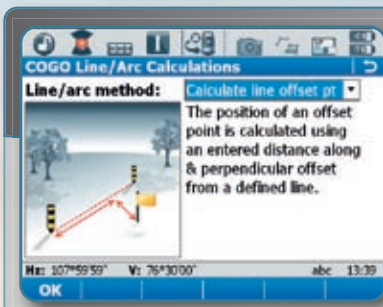 COGO Line/Arc Calculations
Line/arc method: Calculate line offset pt
The position of an offset
point is calculated using
an entered distance along
& perpendicular offset
from a defined line.
Hz: 107°59'59" V: 76°30'00" abc 13:39
OK